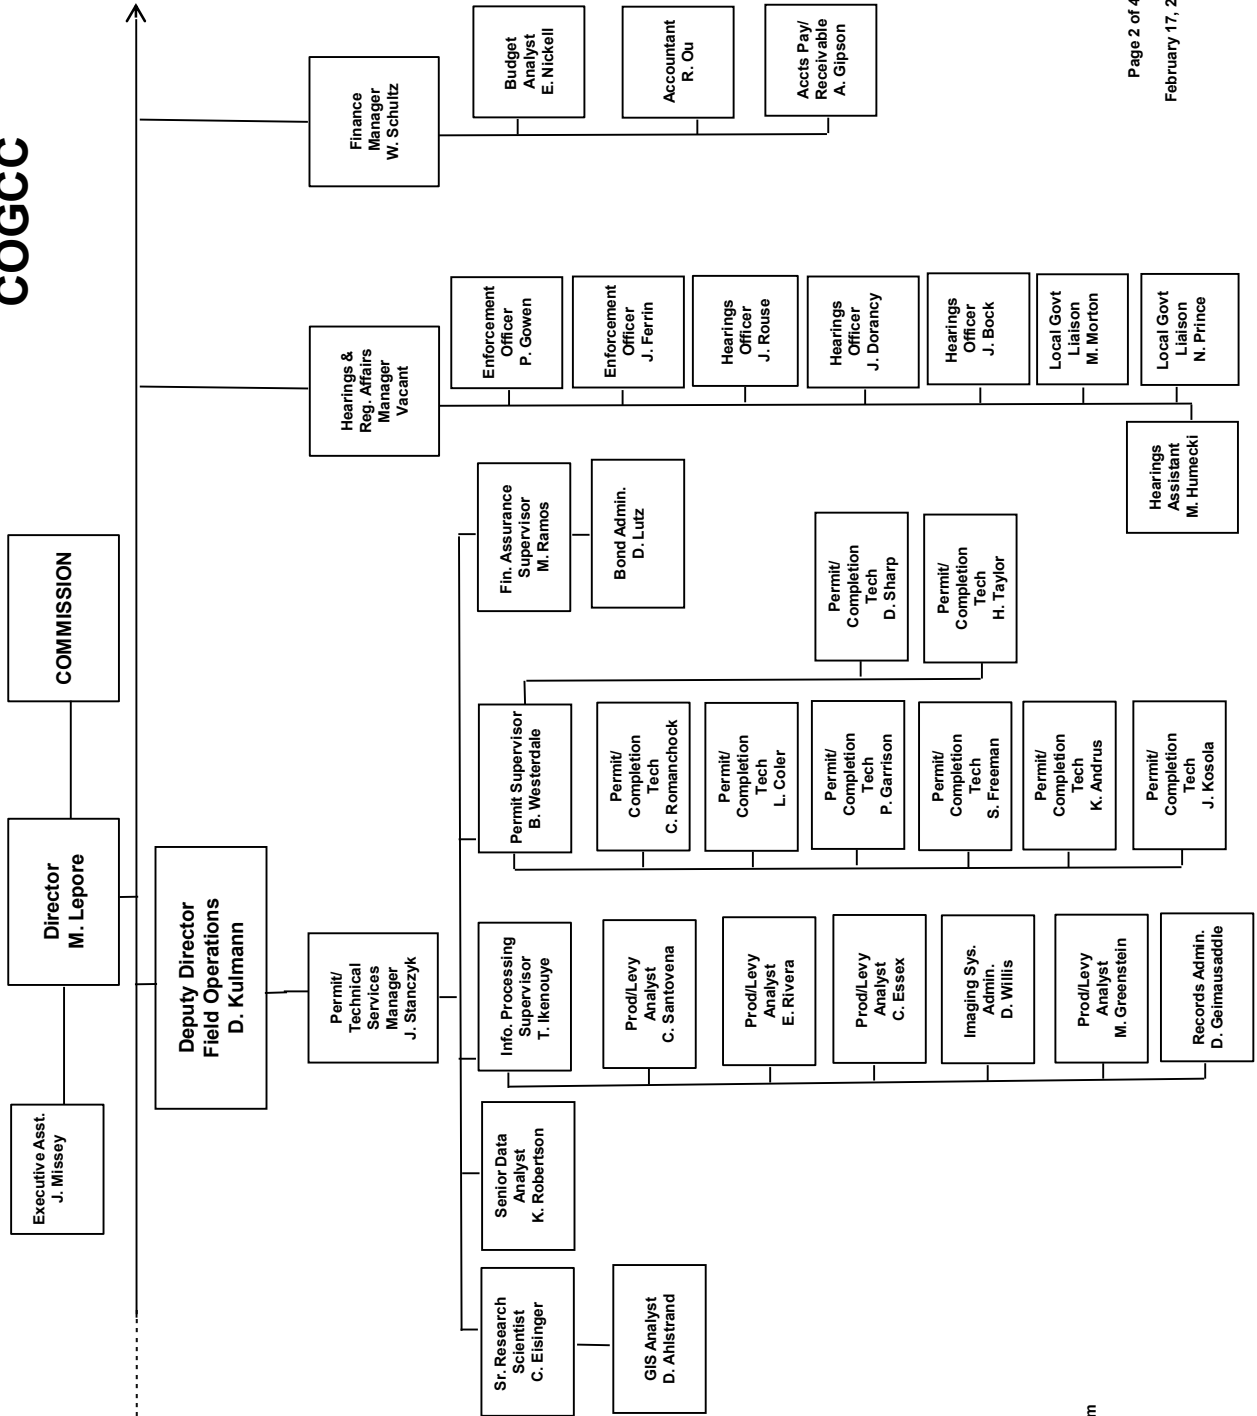 COGCC
COMMISSION
Director
M. Lepore
Executive Asst.
J. Missey
Deputy Director
Field Operations
D. Kulmann
Permit/
Technical
Services
Manager
J. Stanczyk
Hearings &
Reg. Affairs
Manager
Vacant
Finance
Manager
W. Schultz
Sr. Research
Scientist
C. Eisinger
GIS Analyst
D. Ahlstrand
Senior Data
Analyst
K. Robertson
Info. Processing
Supervisor
T. Ikenouye
Prod/Levy
Analyst
C. Santovena
Prod/Levy
Analyst
E. Rivera
Prod/Levy
Analyst
C. Essex
Imaging Sys.
Admin.
D. Willis
Prod/Levy
Analyst
M. Greenstein
Records Admin.
D. Geimausaddle
Permit Supervisor
B. Westerdale
Permit/
Completion
Tech
C. Romanchock
Permit/
Completion
Tech
L. Coler
Permit/
Completion
Tech
P. Garrison
Permit/
Completion
Tech
S. Freeman
Permit/
Completion
Tech
K. Andrus
Permit/
Completion
Tech
J. Kosola
Permit/
Completion
Tech
D. Sharp
Permit/
Completion
Tech
H. Taylor
Fin. Assurance
Supervisor
M. Ramos
Bond Admin.
D. Lutz
Enforcement
Officer
P. Gowen
Enforcement
Officer
J. Ferrin
Hearings
Officer
J. Rouse
Hearings
Officer
J. Dorancy
Hearings
Officer
J. Bock
Local Govt
Liaison
M. Morton
Local Govt
Liaison
N. Prince
Hearings
Assistant
M. Humecki
Budget
Analyst
E. Nickell
Accountant
R. Ou
Accts Pay/
Receivable
A. Gipson
m
Page 2 of 4
February 17, 2